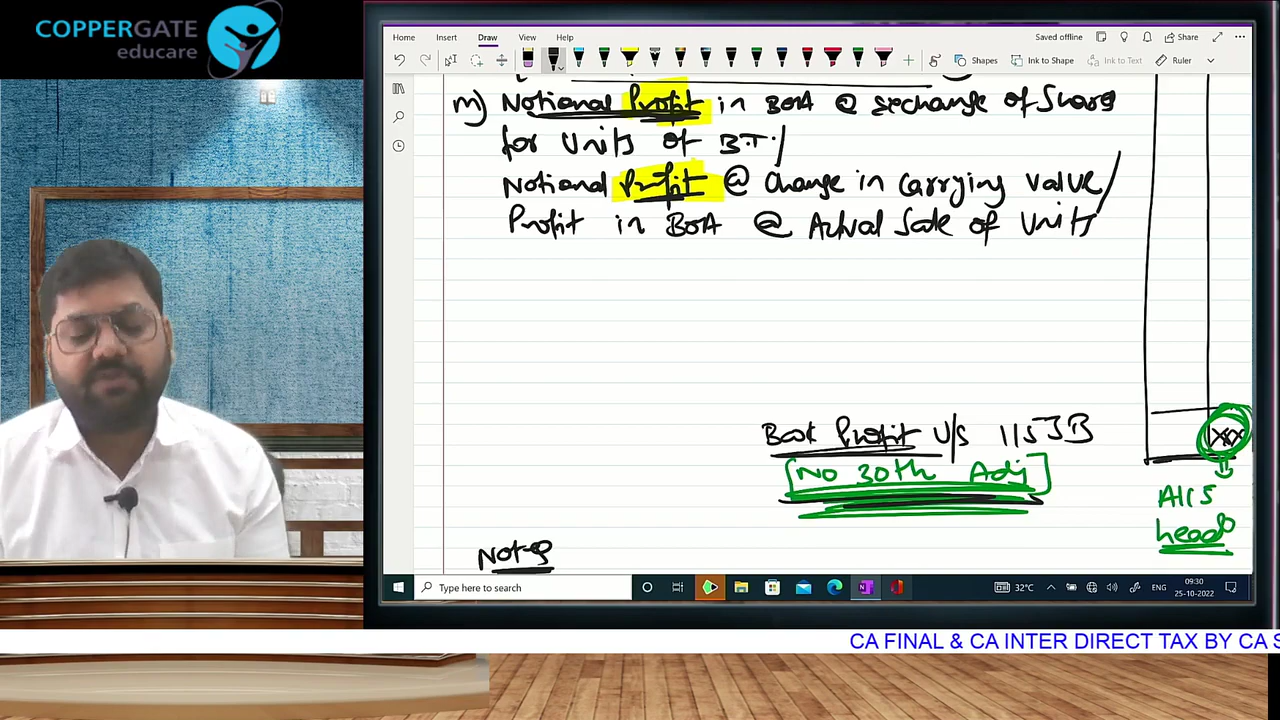 COPPERGATE
educare
Home Insert Draw View Help
Saved offline
Share
Shapes
Ink to Shape
Ink to Text
Ruler
m) Notional Profit in BOA @ exchange of Shares
for Units of B.T./
Notional Profit @ Change in Carrying Value/
Profit in BOA @ Actual Sale of Units
Book Profit U/s 115JB
[No 30th Adj]
XXX
All 5
heads
Notes
Type here to search
32°C
ENG
09:30
25-10-2022
CA FINAL & CA INTER DIRECT TAX BY CA S